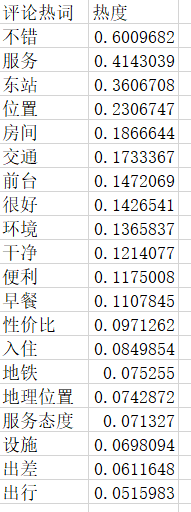 评论热词 热度
不错 0.6009682
服务 0.4143039
东站 0.3606708
位置 0.2306747
房间 0.1866644
交通 0.1733367
前台 0.1472069
很好 0.1426541
环境 0.1365837
干净 0.1214077
便利 0.1175008
早餐 0.1107845
性价比 0.0971262
入住 0.0849854
地铁 0.075255
地理位置 0.0742872
服务态度 0.071327
设施 0.0698094
出差 0.0611648
出行 0.0515983